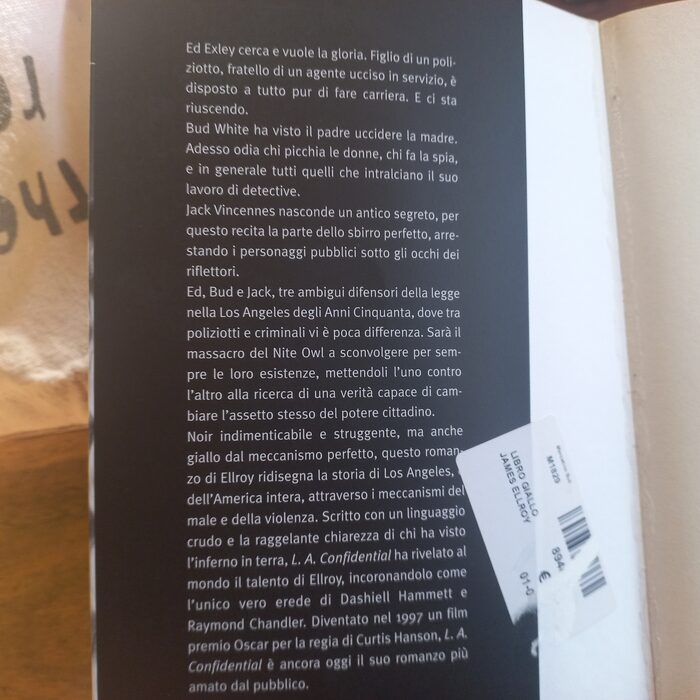 Ed Exley cerca e vuole la gloria. Figlio di un poli-
ziotto, fratello di un agente ucciso in servizio, è
disposto a tutto pur di fare carriera. E ci sta
riuscendo.
Bud White ha visto il padre uccidere la madre.
Adesso odia chi picchia le donne, chi fa la spia,
e in generale tutti quelli che intralciano il suo
lavoro di detective.
Jack Vincennes nasconde un antico segreto, per
questo recita la parte dello sbirro perfetto, arre-
stando i personaggi pubblici sotto gli occhi dei
riflettori.
Ed, Bud e Jack, tre ambigui difensori della legge
nella Los Angeles degli Anni Cinquanta, dove tra
poliziotti e criminali vi è poca differenza. Sarà il
massacro del Nite Owl a sconvolgere per sem-
pre le loro esistenze, mettendoli l'uno contro
l'altro alla ricerca di una verità capace di cam-
biare l'assetto stesso del potere cittadino.
Noir indimenticabile e struggente, ma anche
giallo dal meccanismo perfetto, questo roman-
zo di Ellroy ridisegna la storia di Los Angeles,
dell'America intera, attraverso i meccanismi del
male e della violenza. Scritto con un linguaggio
crudo e la raggelante chiarezza di chi ha visto
l'inferno in terra, L. A. Confidential ha rivelato al
mondo il talento di Ellroy, incoronandolo come
l'unico vero erede di Dashiell Hammett e
Raymond Chandler. Diventato nel 1997 un film
premio Oscar per la regia di Curtis Hanson, L. A.
Confidential è ancora oggi il suo romanzo più
amato dal pubblico.
M1829
LIBRO GIALLO
JAMES ELLROY
894
€
01-0